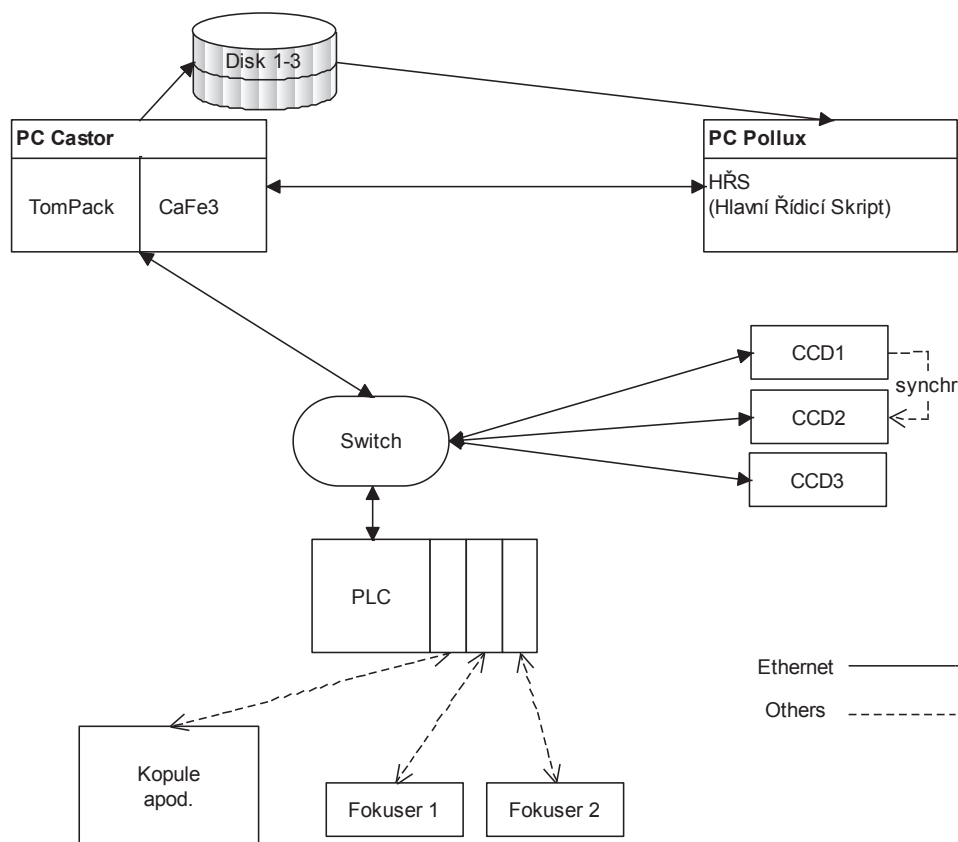 Disk 1-3
PC Castor
TomPack
CaFe3
PC Pollux
HŘS
(Hlavní Řídicí Skript)
CCD1
synchr
CCD2
CCD3
Switch
PLC
Ethernet
Others
Kopule
apod.
Fokuser 1
Fokuser 2